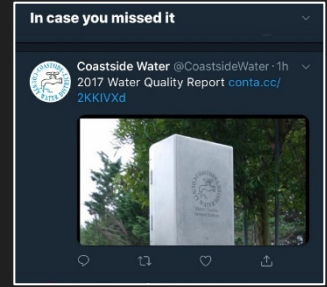 In case you missed it
Coastside Water @CoastsideWater · 1h
2017 Water Quality Report conta.cc/
2KKIVXd